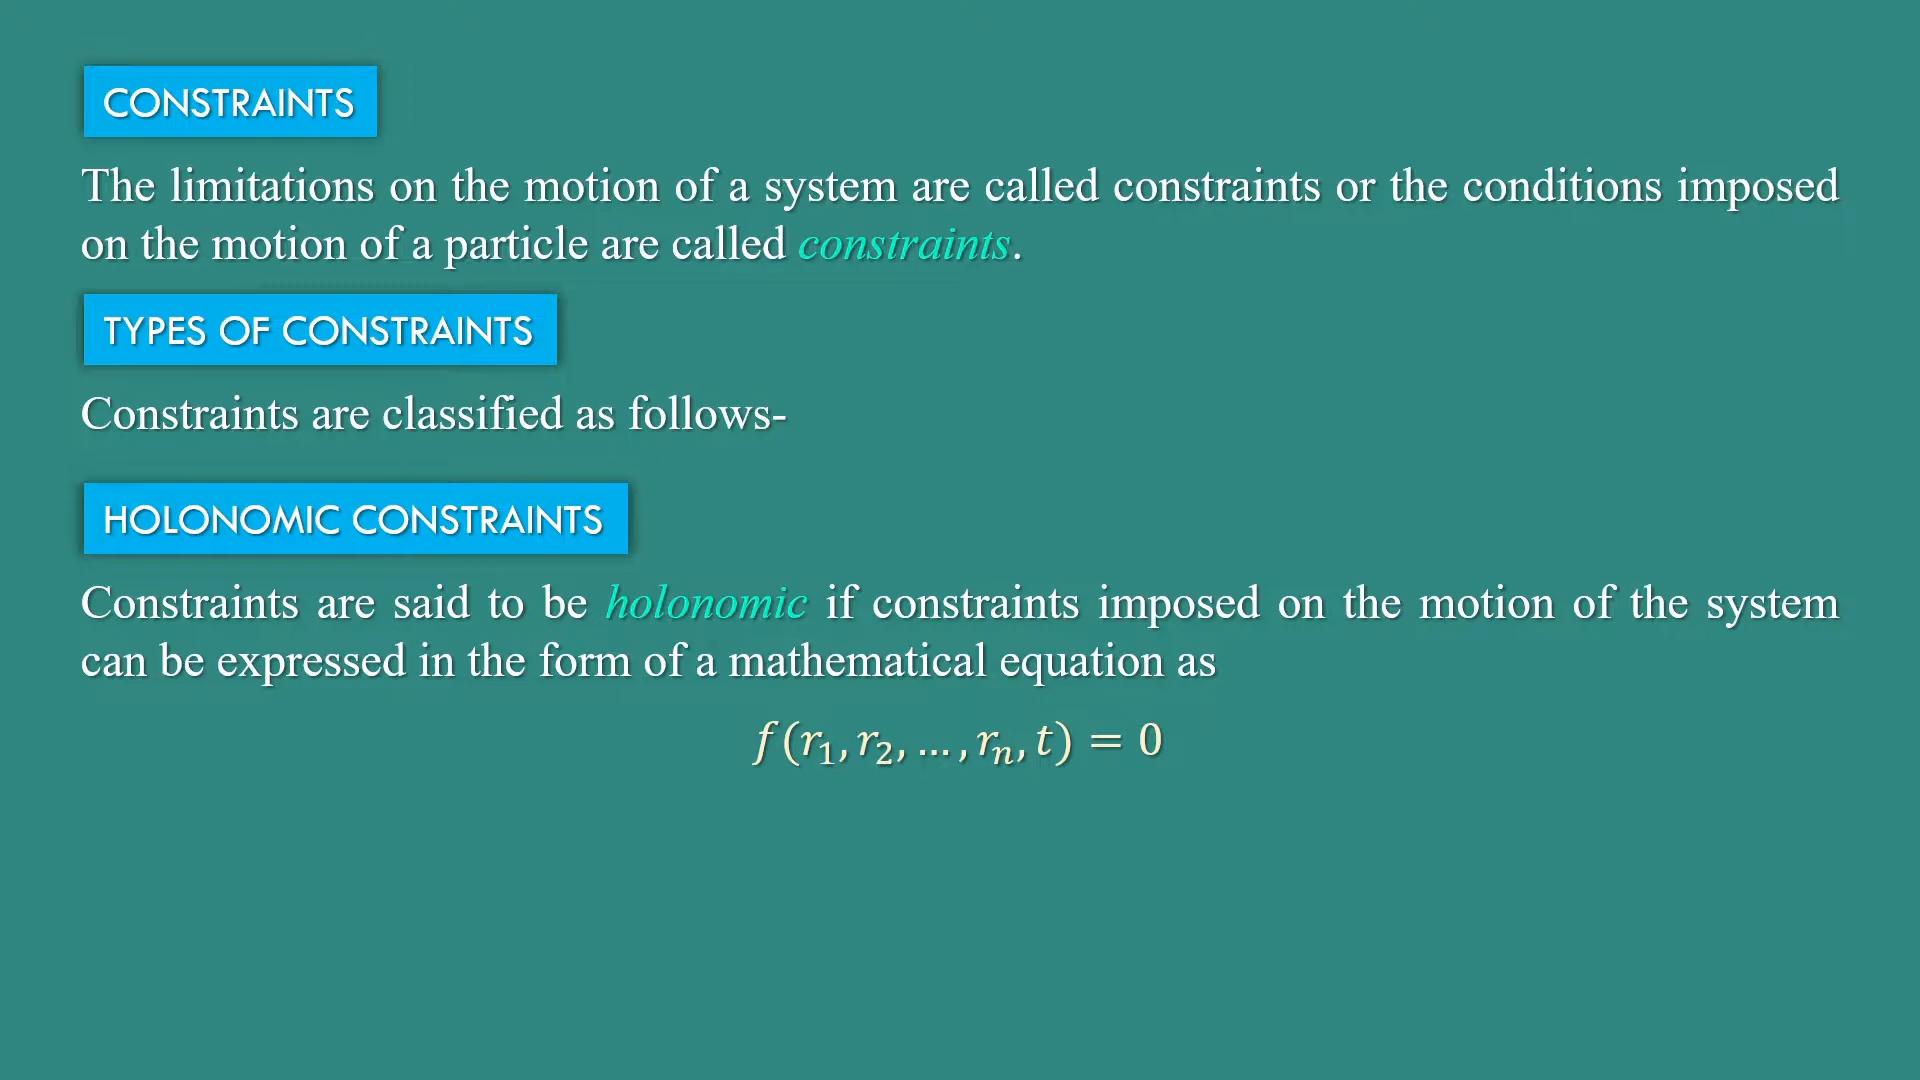 CONSTRAINTS
The limitations on the motion of a system are called constraints or the conditions imposed
on the motion of a particle are called constraints.
TYPES OF CONSTRAINTS
Constraints are classified as follows-
HOLONOMIC CONSTRAINTS
Constraints are said to be holonomic if constraints imposed on the motion of the system
can be expressed in the form of a mathematical equation as
f(r₁, r₂, … , rₙ, t) = 0